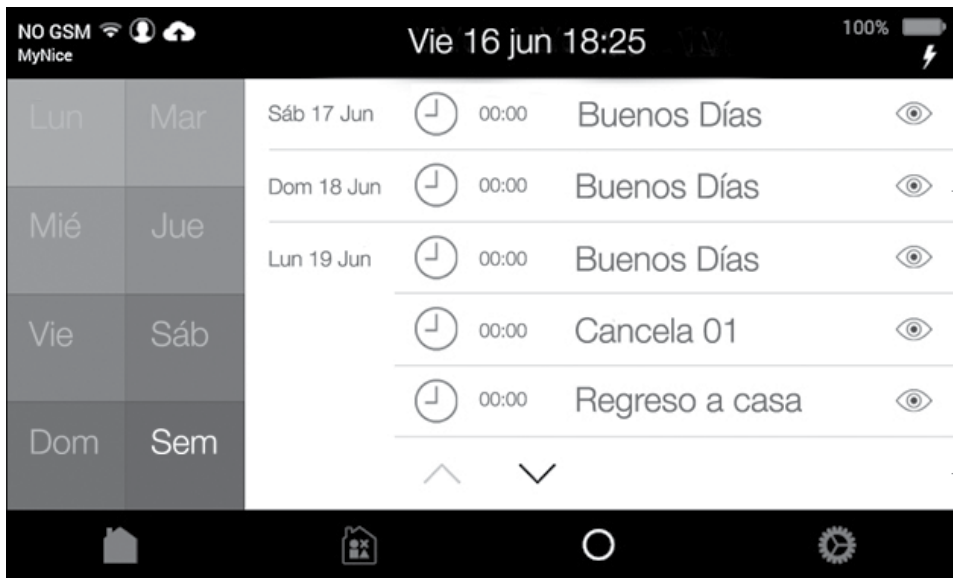 NO GSM
MyNice
Vie 16 jun 18:25
100%
Lun Mar
Mié Jue
Vie Sáb
Dom Sem
Sáb 17 Jun 00:00 Buenos Días
Dom 18 Jun 00:00 Buenos Días
Lun 19 Jun 00:00 Buenos Días
00:00 Cancela 01
00:00 Regreso a casa